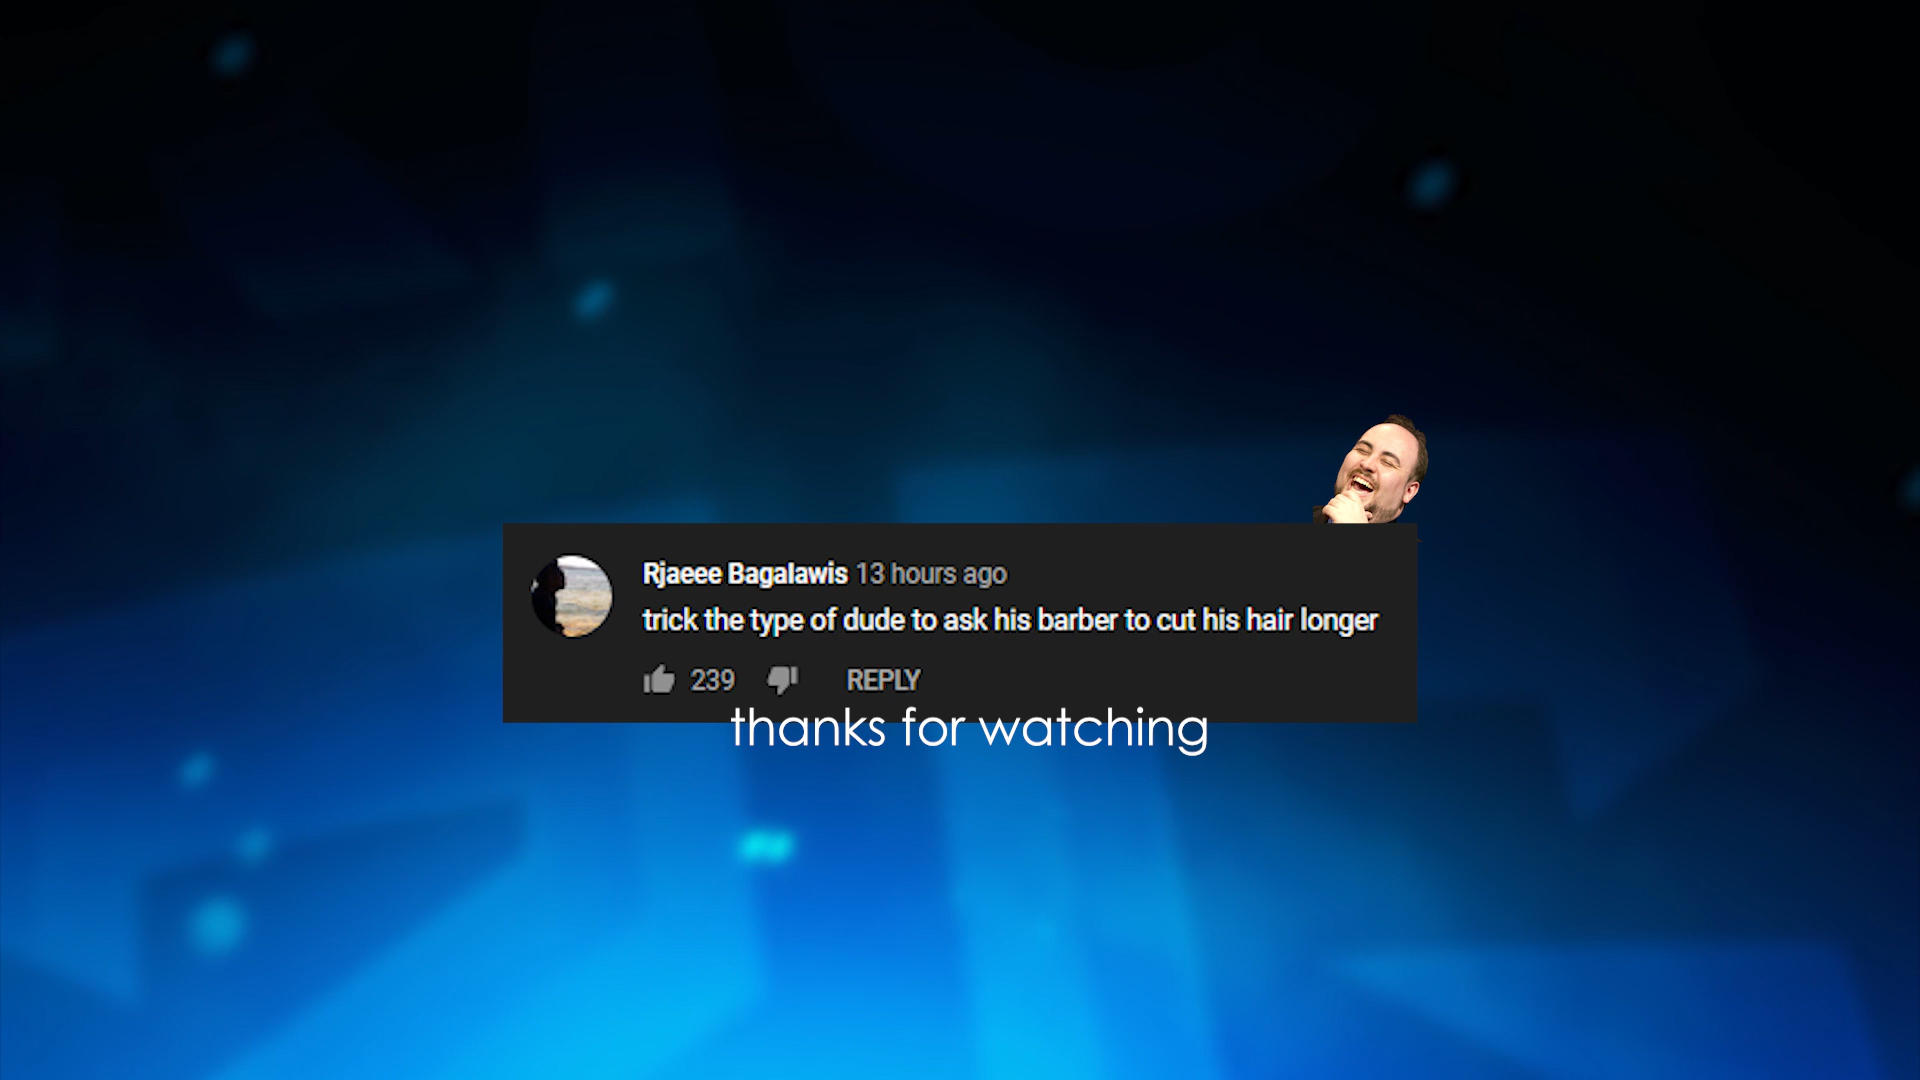 Rjaeee Bagalawis 13 hours ago
trick the type of dude to ask his barber to cut his hair longer
239 REPLY
thanks for watching